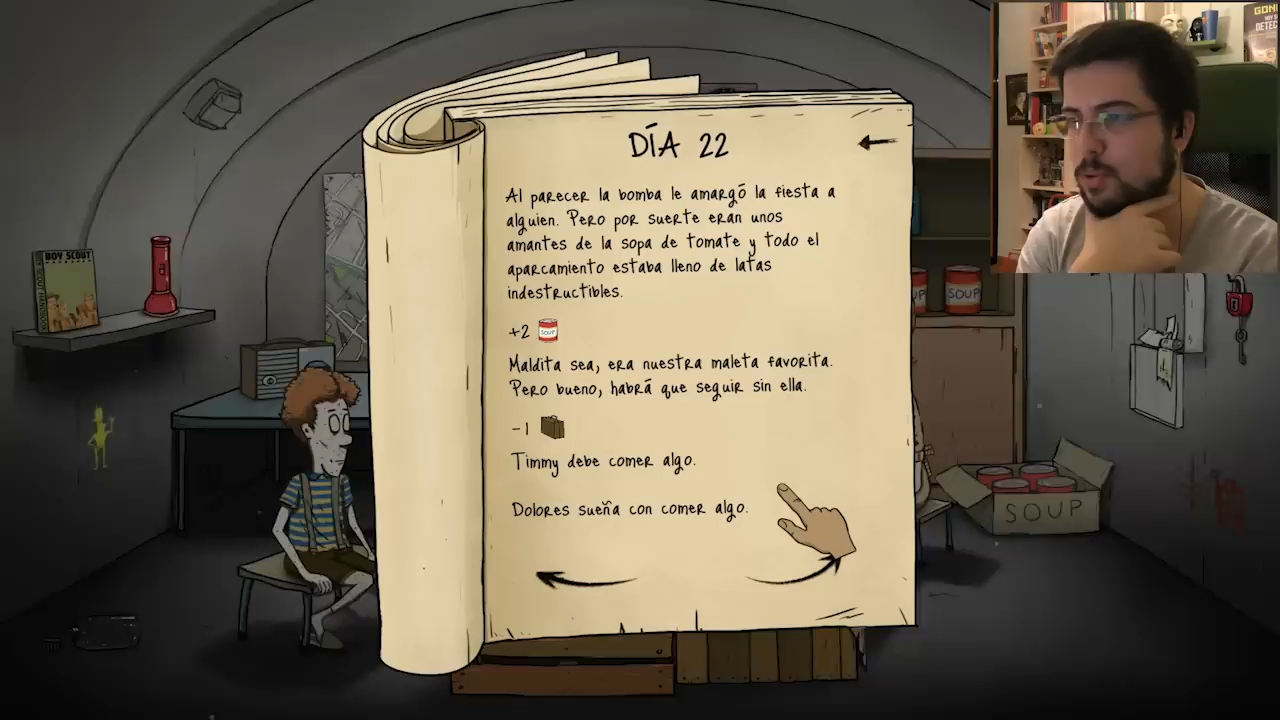 DÍA 22
Al parecer la bomba le amargó la fiesta a
alguien. Pero por suerte eran unos
amantes de la sopa de tomate y todo el
aparcamiento estaba lleno de latas
indestructibles.
+2 SOUP
Maldita sea, era nuestra maleta favorita.
Pero bueno, habrá que seguir sin ella.
-1
Timmy debe comer algo.
Dolores sueña con comer algo.
BOY SCOUT
SOUP
SOUP